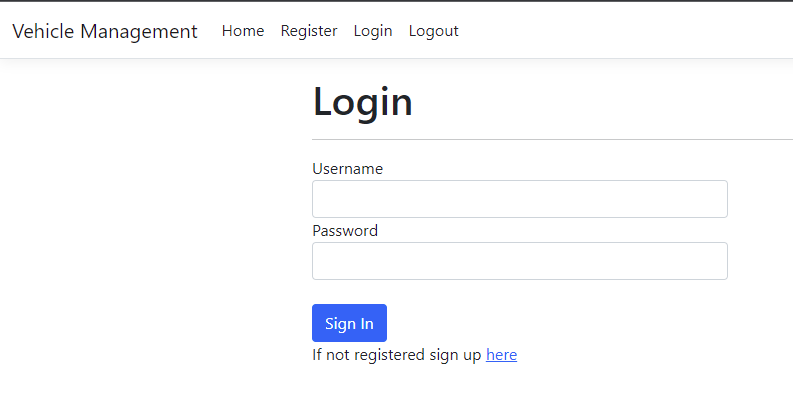 Vehicle Management Home Register Login Logout
Login
Username
Password
Sign In
If not registered sign up here